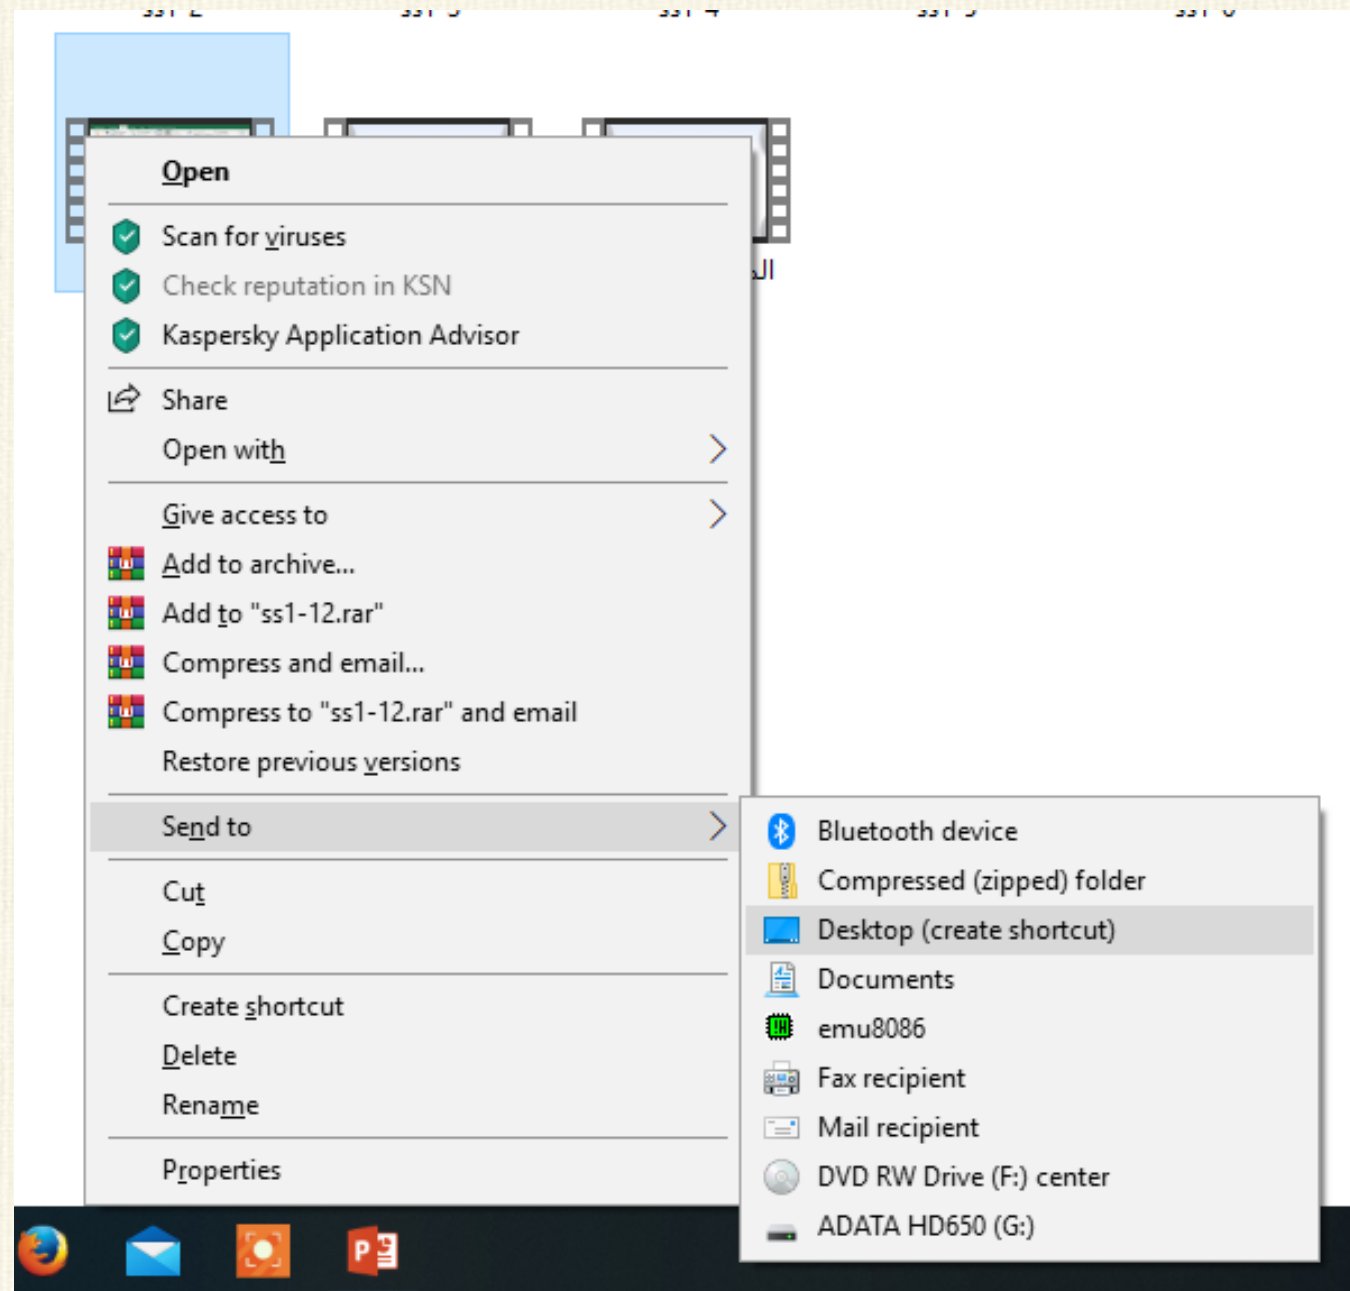 Open
Scan for viruses
Check reputation in KSN
Kaspersky Application Advisor
Share
Open with
Give access to
Add to archive...
Add to "ss1-12.rar"
Compress and email...
Compress to "ss1-12.rar" and email
Restore previous versions
Send to
Cut
Copy
Create shortcut
Delete
Rename
Properties
Bluetooth device
Compressed (zipped) folder
Desktop (create shortcut)
Documents
emu8086
Fax recipient
Mail recipient
DVD RW Drive (F:) center
ADATA HD650 (G:)